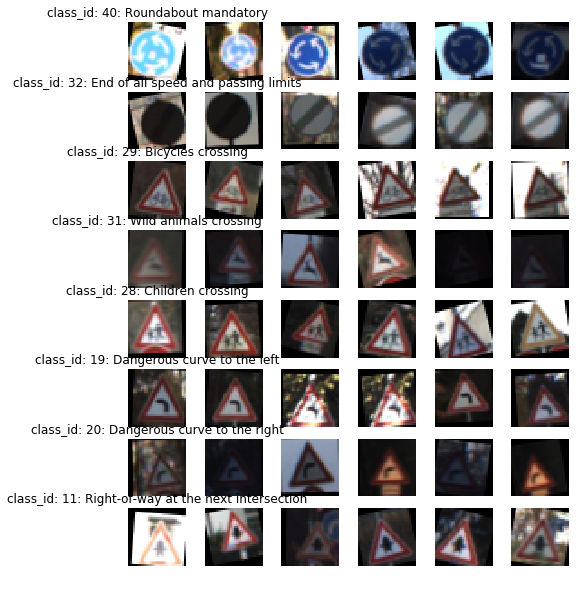 class_id: 40: Roundabout mandatory
class_id: 32: End of all speed and passing limits
class_id: 29: Bicycles crossing
class_id: 31: Wild animals crossing
class_id: 28: Children crossing
class_id: 19: Dangerous curve to the left
class_id: 20: Dangerous curve to the right
class_id: 11: Right-of-way at the next intersection